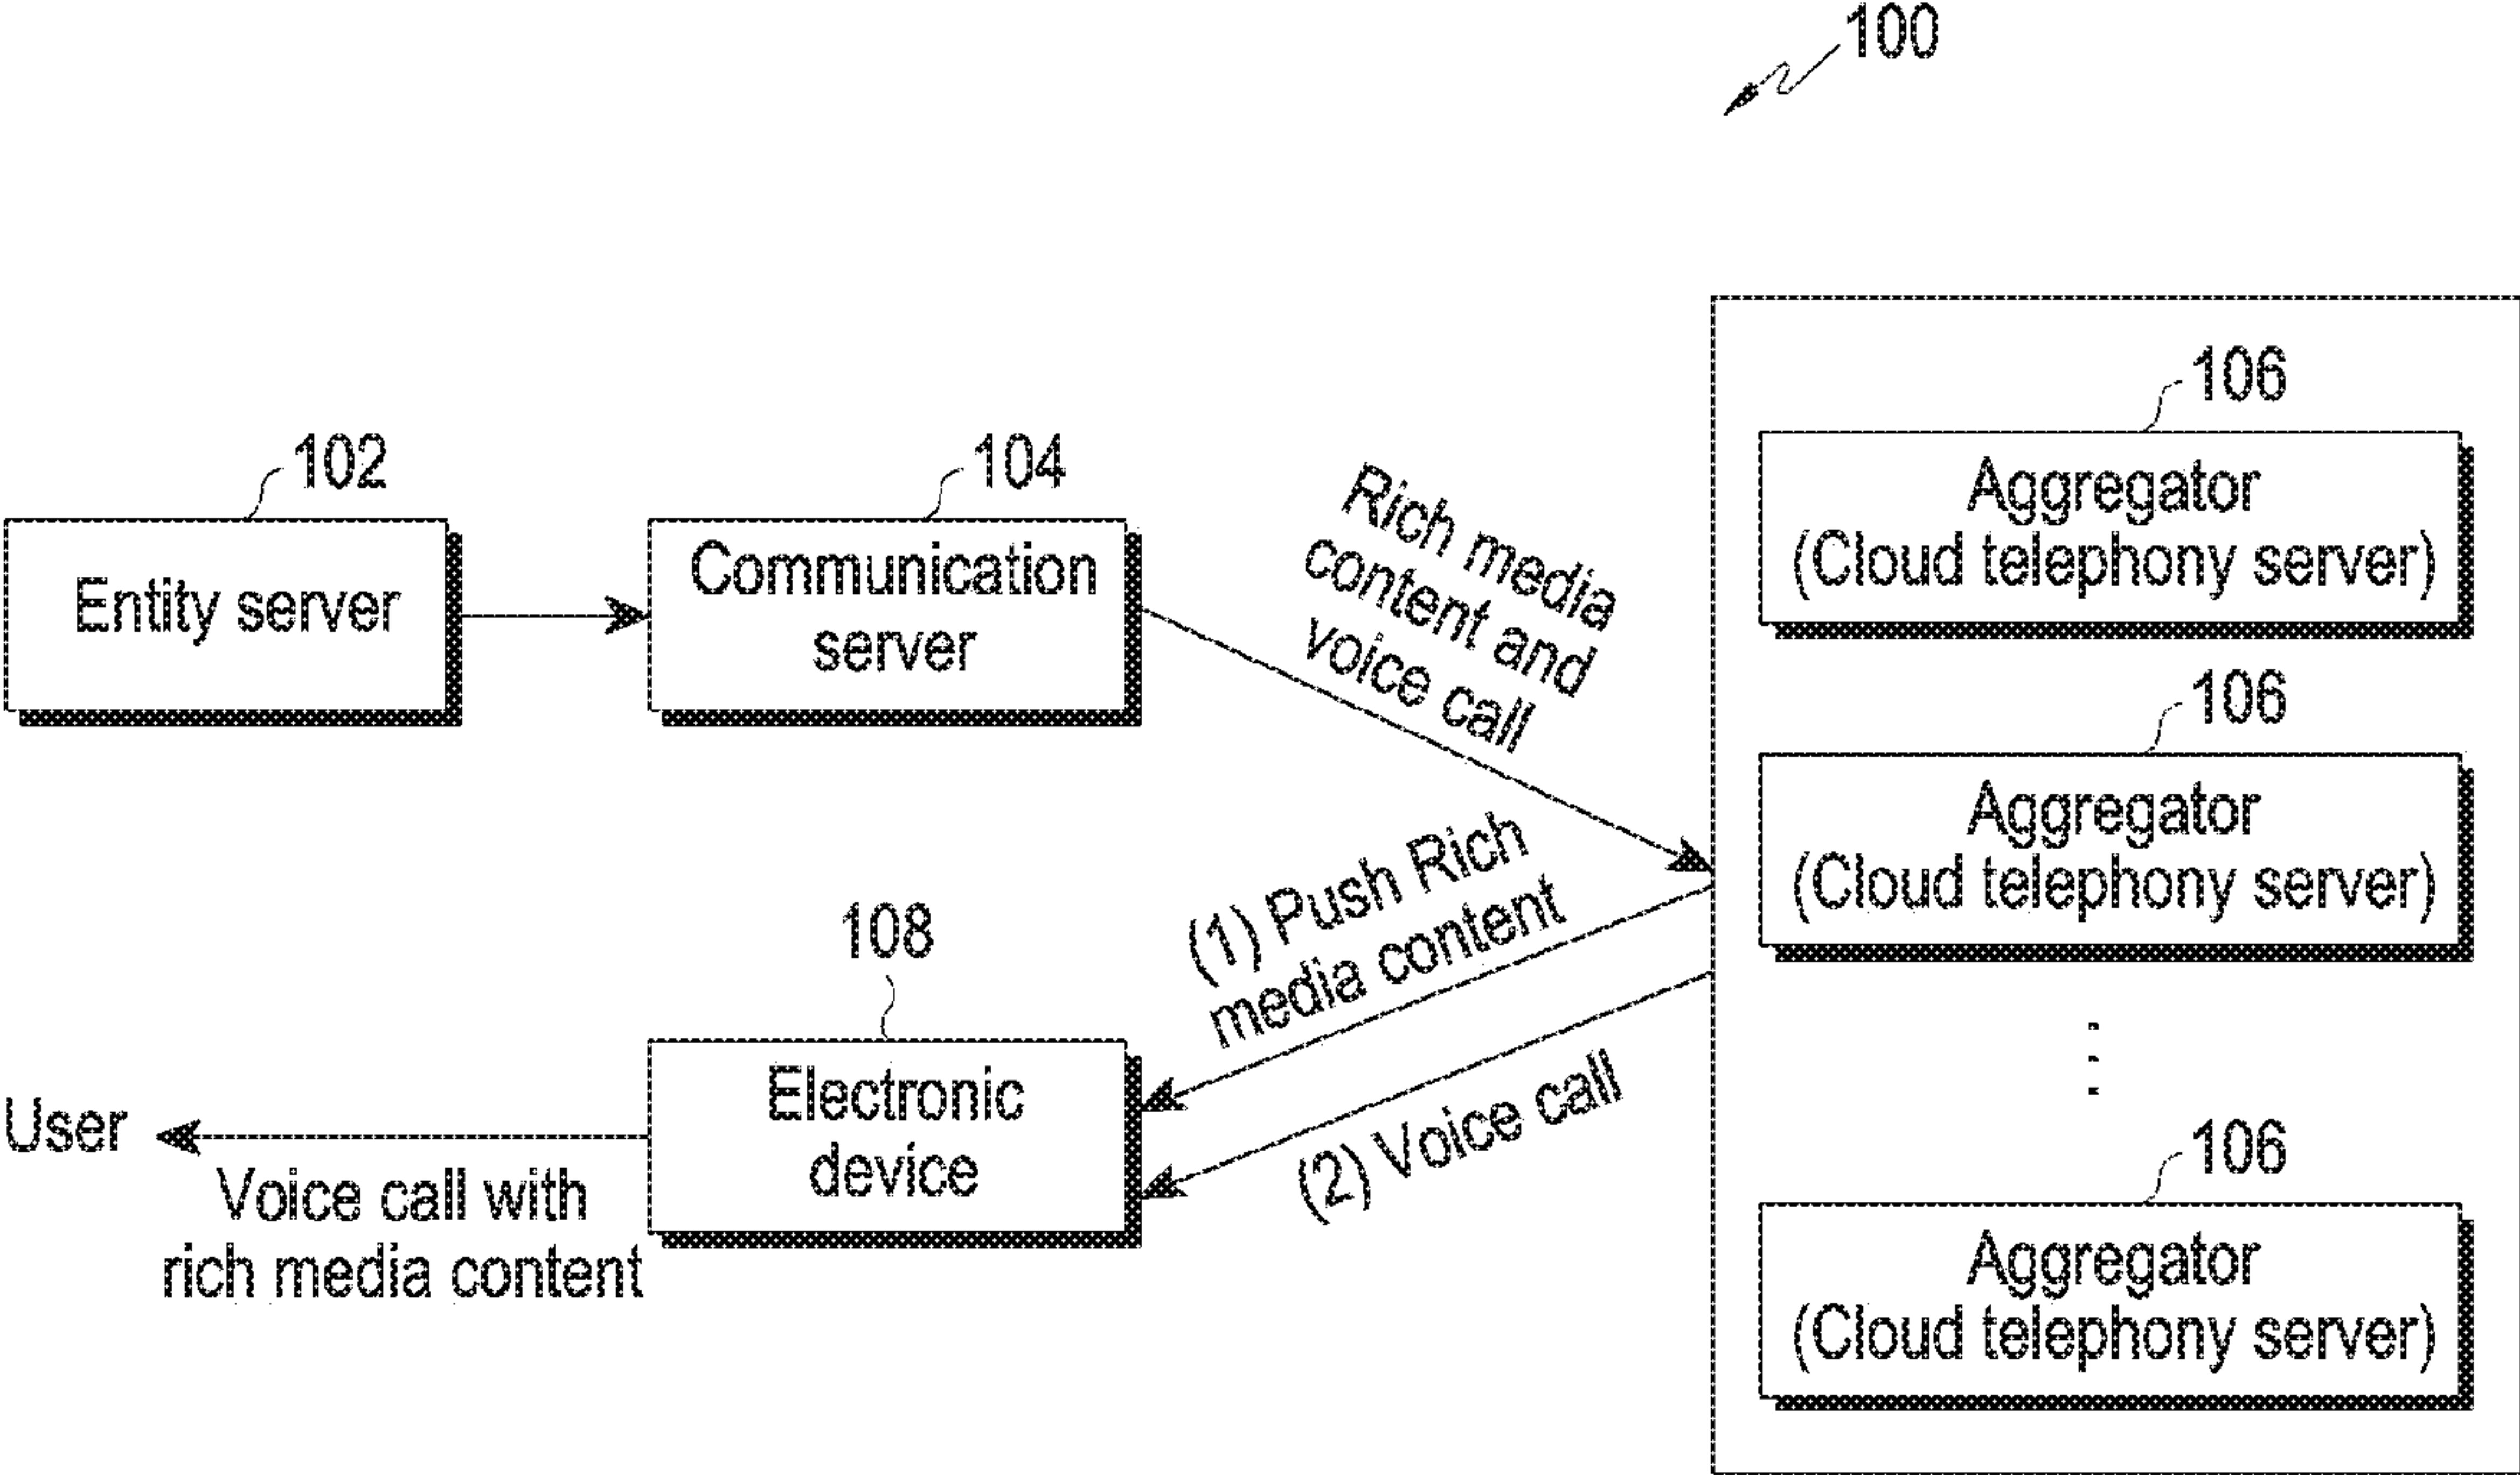 100
102
Entity server
104
Communication
server
Rich media
content and
voice call
106
Aggregator
(Cloud telephony server)
106
Aggregator
(Cloud telephony server)
106
Aggregator
(Cloud telephony server)
(1) Push Rich
media content
(2) Voice call
108
Electronic
device
User
Voice call with
rich media content